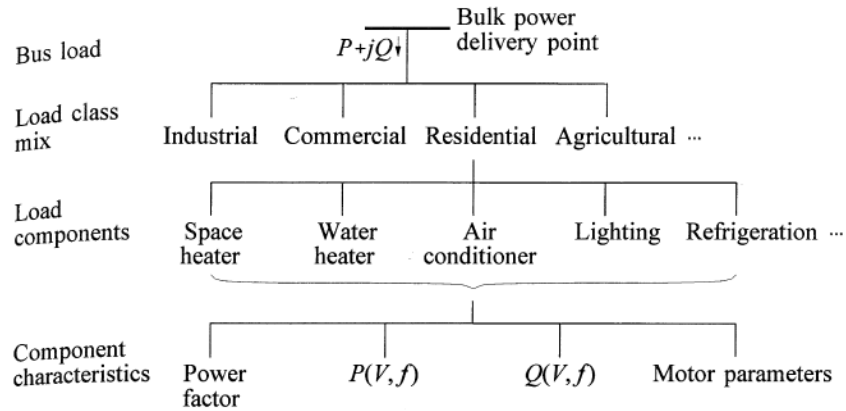 Bulk power
delivery point
Bus load
P+jQ
Load class
mix
Industrial Commercial Residential Agricultural ...
Load
components
Space
heater
Water
heater
Air
conditioner
Lighting
Refrigeration ...
Component
characteristics
Power
factor
P(V,f)
Q(V,f)
Motor parameters